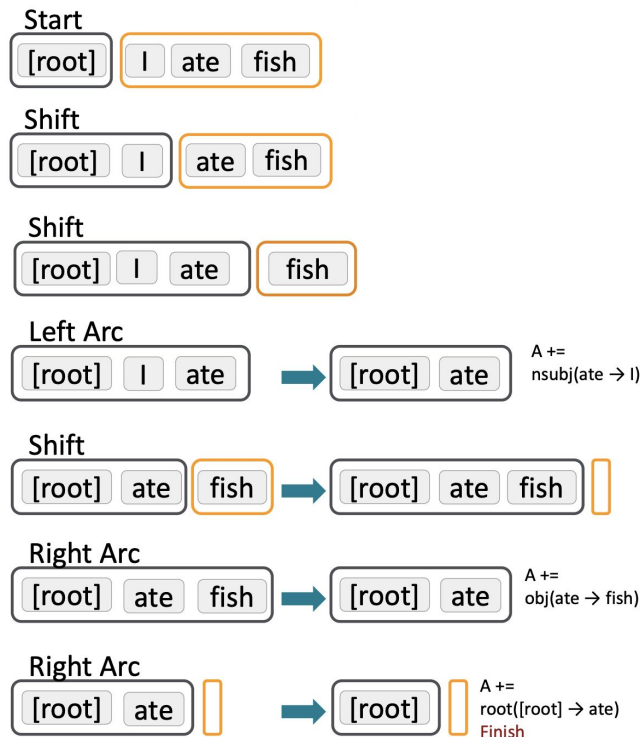 Start
[root] I ate fish
Shift
[root] I ate fish
Shift
[root] I ate fish
Left Arc
[root] I ate [root] ate A +=
nsubj(ate → I)
Shift
[root] ate fish [root] ate fish
Right Arc
[root] ate fish [root] ate A +=
obj(ate → fish)
Right Arc
[root] ate [root] A +=
root([root] → ate)
Finish